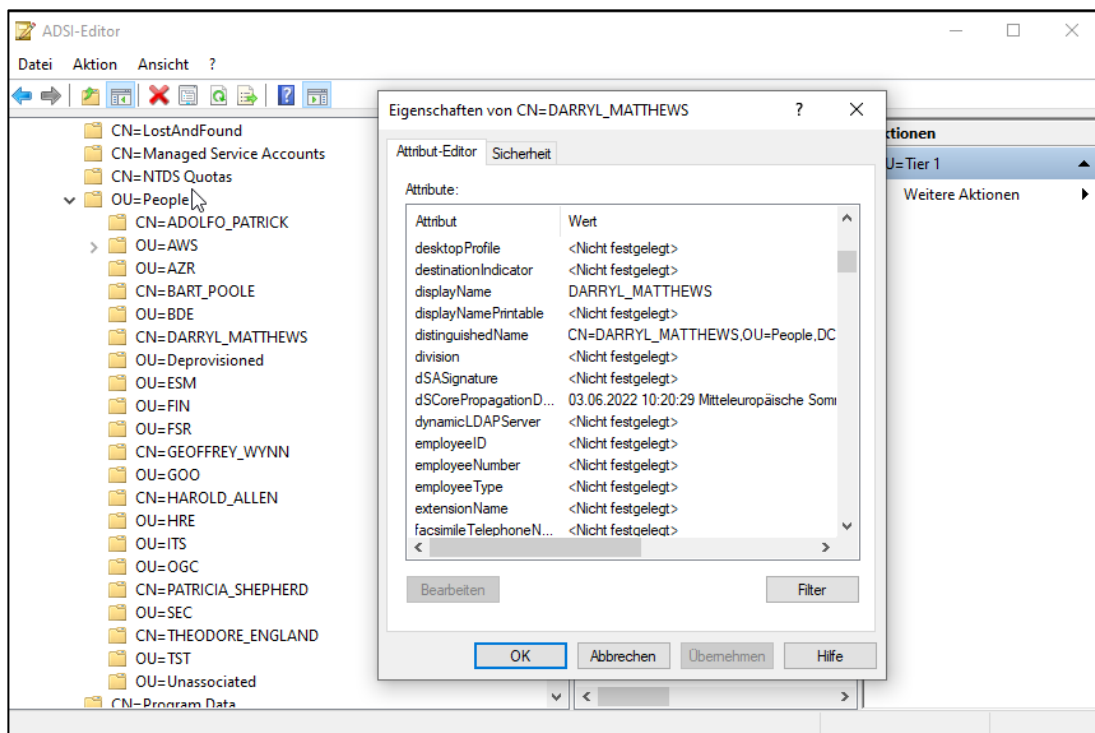 ADSI-Editor
Datei Aktion Ansicht ?
CN=LostAndFound
CN=Managed Service Accounts
CN=NTDS Quotas
OU=People
CN=ADOLFO_PATRICK
OU=AWS
OU=AZR
CN=BART_POOLE
OU=BDE
CN=DARRYL_MATTHEWS
OU=Deprovisioned
OU=ESM
OU=FIN
OU=FSR
CN=GEOFFREY_WYNN
OU=GOO
CN=HAROLD_ALLEN
OU=HRE
OU=ITS
OU=OGC
CN=PATRICIA_SHEPHERD
OU=SEC
CN=THEODORE_ENGLAND
OU=TST
OU=Unassociated
CN=Program Data
Eigenschaften von CN=DARRYL_MATTHEWS ?
Attribut-Editor Sicherheit
Attribute:
Attribut Wert
desktopProfile <Nicht festgelegt>
destinationIndicator <Nicht festgelegt>
displayName DARRYL_MATTHEWS
displayNamePrintable <Nicht festgelegt>
distinguishedName CN=DARRYL_MATTHEWS,OU=People,DC
division <Nicht festgelegt>
dSASignature <Nicht festgelegt>
dSCorePropagationD... 03.06.2022 10:20:29 Mitteleuropäische Somm
dynamicLDAPServer <Nicht festgelegt>
employeeID <Nicht festgelegt>
employeeNumber <Nicht festgelegt>
employeeType <Nicht festgelegt>
extensionName <Nicht festgelegt>
facsimileTelephoneN... <Nicht festgelegt>
Bearbeiten Filter
OK Abbrechen Übernehmen Hilfe
ktionen
U=Tier 1
Weitere Aktionen